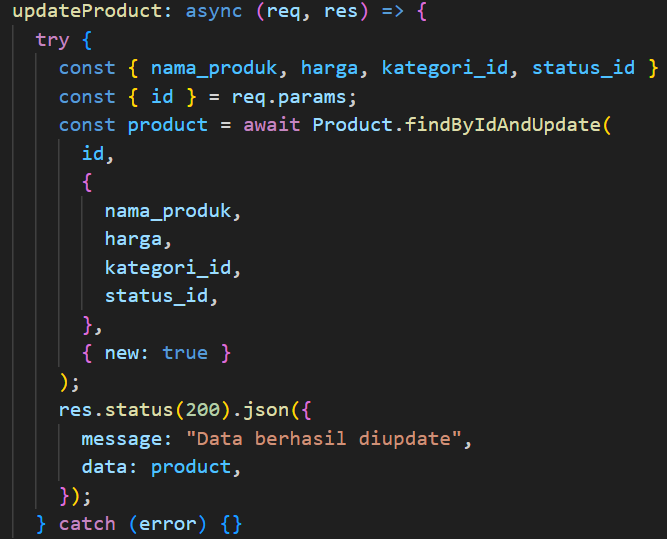 updateProduct: async (req, res) => {
try {
const { nama_produk, harga, kategori_id, status_id }
const { id } = req.params;
const product = await Product.findByIdAndUpdate(
id,
{
nama_produk,
harga,
kategori_id,
status_id,
},
{ new: true }
);
res.status(200).json({
message: "Data berhasil diupdate",
data: product,
});
} catch (error) {}